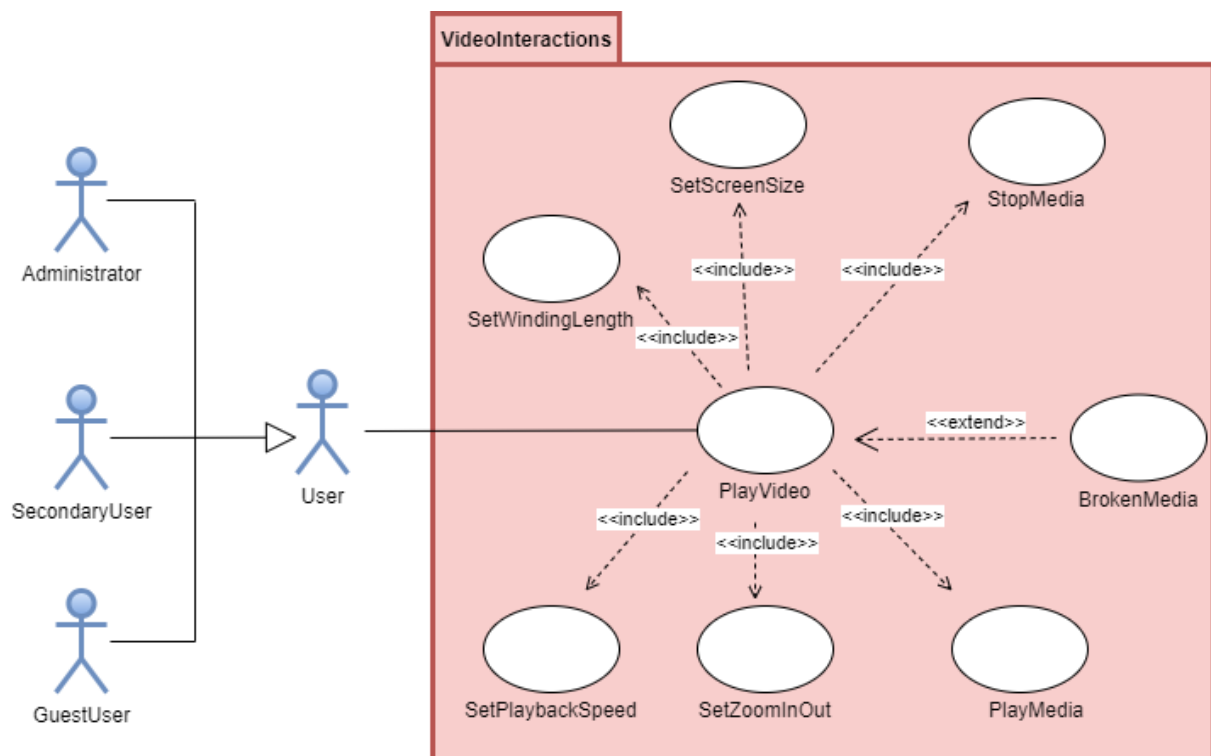 VideoInteractions
SetScreenSize
StopMedia
Administrator
<<include>>
<<include>>
SetWindingLength
<<include>>
<<extend>>
User
PlayVideo
BrokenMedia
SecondaryUser
<<include>>
<<include>>
<<include>>
GuestUser
SetPlaybackSpeed
SetZoomInOut
PlayMedia